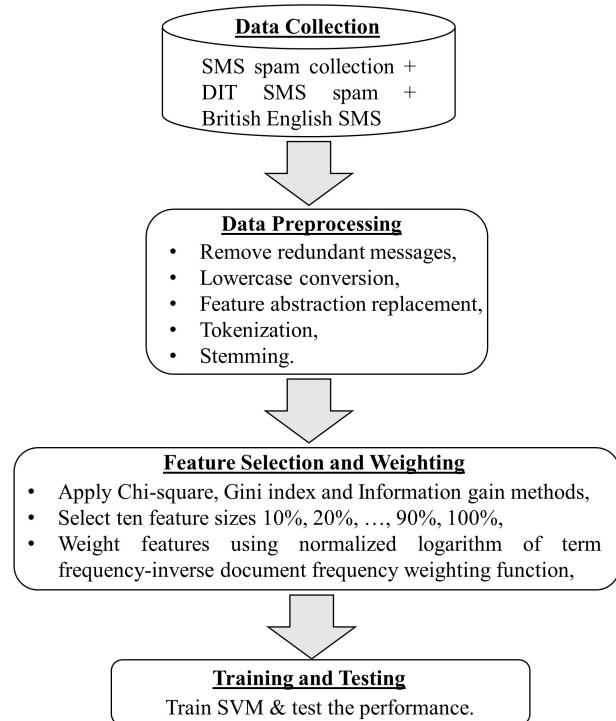 Data Collection
SMS spam collection +
DIT SMS spam +
British English SMS
Data Preprocessing
• Remove redundant messages,
• Lowercase conversion,
• Feature abstraction replacement,
• Tokenization,
• Stemming.
Feature Selection and Weighting
• Apply Chi-square, Gini index and Information gain methods,
• Select ten feature sizes 10%, 20%, …, 90%, 100%,
• Weight features using normalized logarithm of term
frequency-inverse document frequency weighting function,
Training and Testing
Train SVM & test the performance.